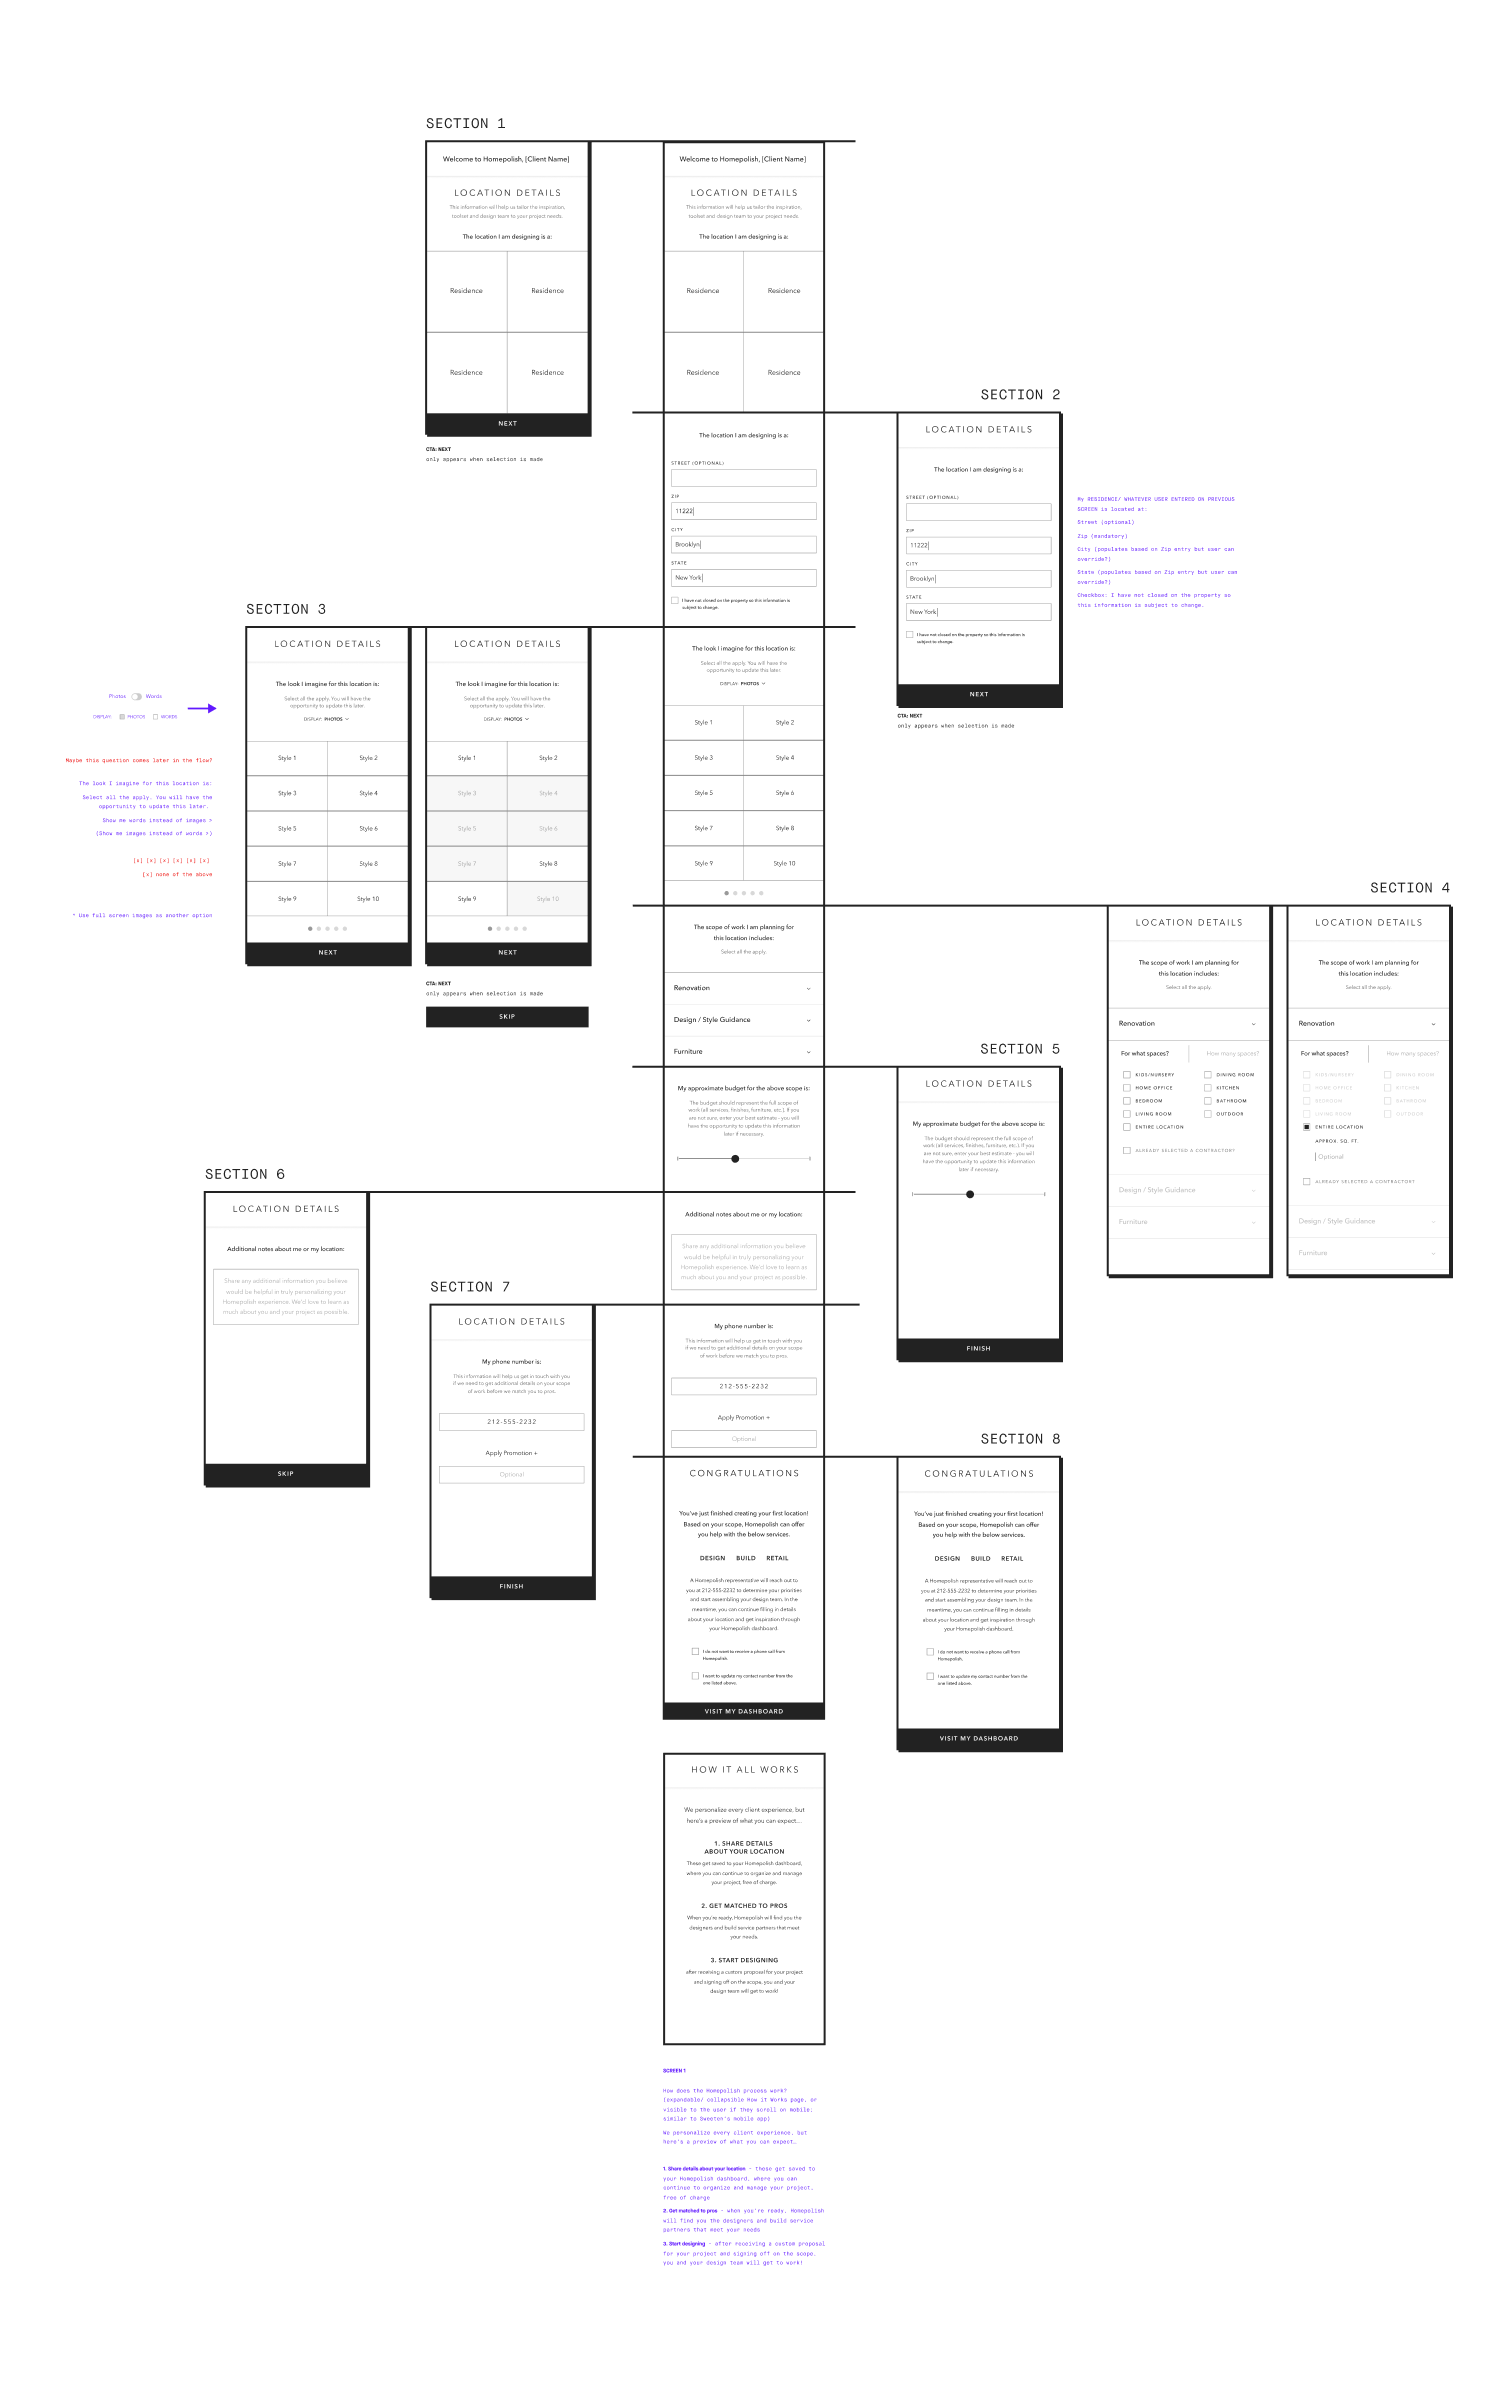 SECTION 1
Welcome to Homepolish, [Client Name]
LOCATION DETAILS
This information will help us tailor the inspiration,
toolset and design team to your project needs.
The location I am designing is a:
Residence
Residence
Residence
Residence
NEXT
CTA: NEXT
only appears when selection is made
Welcome to Homepolish, [Client Name]
LOCATION DETAILS
This information will help us tailor the inspiration,
toolset and design team to your project needs.
The location I am designing is a:
Residence
Residence
Residence
Residence
The location I am designing is a:
STREET (OPTIONAL)
ZIP
11222
CITY
Brooklyn
STATE
New York
I have not closed on the property so this information is
subject to change.
SECTION 2
LOCATION DETAILS
The location I am designing is a:
STREET (OPTIONAL)
ZIP
11222
CITY
Brooklyn
STATE
New York
I have not closed on the property so this information is
subject to change.
NEXT
CTA: NEXT
only appears when selection is made
My RESIDENCE/ WHATEVER USER ENTERED ON PREVIOUS
SCREEN is located at:
Street (optional)
Zip (mandatory)
City (populates based on Zip entry but user can
override?)
State (populates based on Zip entry but user can
override?)
Checkbox: I have not closed on the property so
this information is subject to change.
SECTION 3
Photos
Words
DISPLAY:
PHOTOS
WORDS
Maybe this question comes later in the flow?
The look I imagine for this location is:
Select all the apply. You will have the
opportunity to update this later.
Show me words instead of images >
(Show me images instead of words >)
[x] [x] [x] [x] [x] [x]
[x] none of the above
* Use full screen images as another option
LOCATION DETAILS
The look I imagine for this location is:
Select all the apply. You will have the
opportunity to update this later.
DISPLAY: PHOTOS
Style 1
Style 2
Style 3
Style 4
Style 5
Style 6
Style 7
Style 8
Style 9
Style 10
NEXT
LOCATION DETAILS
The look I imagine for this location is:
Select all the apply. You will have the
opportunity to update this later.
DISPLAY: PHOTOS
Style 1
Style 2
Style 3
Style 4
Style 5
Style 6
Style 7
Style 8
Style 9
Style 10
NEXT
CTA: NEXT
only appears when selection is made
SKIP
The look I imagine for this location is:
Select all the apply. You will have the
opportunity to update this later.
DISPLAY: PHOTOS
Style 1
Style 2
Style 3
Style 4
Style 5
Style 6
Style 7
Style 8
Style 9
Style 10
The scope of work I am planning for
this location includes:
Select all the apply.
Renovation
Design / Style Guidance
Furniture
SECTION 4
LOCATION DETAILS
The scope of work I am planning for
this location includes:
Select all the apply.
Renovation
For what spaces?
How many spaces?
KIDS/NURSERY
DINING ROOM
HOME OFFICE
KITCHEN
BEDROOM
BATHROOM
LIVING ROOM
OUTDOOR
ENTIRE LOCATION
ALREADY SELECTED A CONTRACTORY?
Design / Style Guidance
Furniture
LOCATION DETAILS
The scope of work I am planning for
this location includes:
Select all the apply.
Renovation
For what spaces?
How many spaces?
KIDS/NURSERY
DINING ROOM
HOME OFFICE
KITCHEN
BEDROOM
BATHROOM
LIVING ROOM
OUTDOOR
ENTIRE LOCATION
APPROX. SQ. FT.
Optional
ALREADY SELECTED A CONTRACTORY?
Design / Style Guidance
Furniture
My approximate budget for the above scope is:
The budget should represent the full scope of
work (all services, finishes, furniture, etc.). If you
are not sure, enter your best estimate - you will
have the opportunity to update this information
later if necessary.
SECTION 5
LOCATION DETAILS
My approximate budget for the above scope is:
The budget should represent the full scope of
work (all services, finishes, furniture, etc.). If you
are not sure, enter your best estimate - you will
have the opportunity to update this information
later if necessary.
FINISH
SECTION 6
LOCATION DETAILS
Additional notes about me or my location:
Share any additional information you believe
would be helpful in truly personalizing your
Homepolish experience. We'd love to learn as
much about you and your project as possible.
SKIP
Additional notes about me or my location:
Share any additional information you believe
would be helpful in truly personalizing your
Homepolish experience. We'd love to learn as
much about you and your project as possible.
SECTION 7
LOCATION DETAILS
My phone number is:
This information will help us get in touch with you
if we need to get additional details on your scope
of work before we match you to pros.
212-555-2232
Apply Promotion +
Optional
FINISH
My phone number is:
This information will help us get in touch with you
if we need to get additional details on your scope
of work before we match you to pros.
212-555-2232
Apply Promotion +
Optional
CONGRATULATIONS
You've just finished creating your first location!
Based on your scope, Homepolish can offer
you help with the below services.
DESIGN BUILD RETAIL
A Homepolish representative will reach out to
you at 212-555-2232 to determine your priorities
and start assembling your design team. In the
meantime, you can continue filling in details
about your location and get inspiration through
your Homepolish dashboard.
I do not want to receive a phone call from
Homepolish.
I want to update my contact number from the
one listed above.
VISIT MY DASHBOARD
SECTION 8
CONGRATULATIONS
You've just finished creating your first location!
Based on your scope, Homepolish can offer
you help with the below services.
DESIGN BUILD RETAIL
A Homepolish representative will reach out to
you at 212-555-2232 to determine your priorities
and start assembling your design team. In the
meantime, you can continue filling in details
about your location and get inspiration through
your Homepolish dashboard.
I do not want to receive a phone call from
Homepolish.
I want to update my contact number from the
one listed above.
VISIT MY DASHBOARD
HOW IT ALL WORKS
We personalize every client experience, but
here's a preview of what you can expect...
1. SHARE DETAILS
ABOUT YOUR LOCATION
These get saved to your Homepolish dashboard,
where you can continue to organize and manage
your project, free of charge.
2. GET MATCHED TO PROS
When you're ready, Homepolish will find you the
designers and build service partners that meet
your needs.
3. START DESIGNING
after receiving a custom proposal for your project
and signing off on the scope, you and your
design team will get to work!
SCREEN 1
How does the Homepolish process work?
(expandable/ collapsible How it Works page, or
visible to the user if they scroll on mobile;
similar to Sweeten's mobile app)
We personalize every client experience, but
here's a preview of what you can expect…
1. Share details about your location - these get saved to
your Homepolish dashboard, where you can
continue to organize and manage your project…
free of charge
2. Get matched to pros - when you're ready, Homepolish
will find you the designers and build service
partners that meet your needs
3. Start designing - after receiving a custom proposal
for your project and signing off on the scope,
you and your design team will get to work!